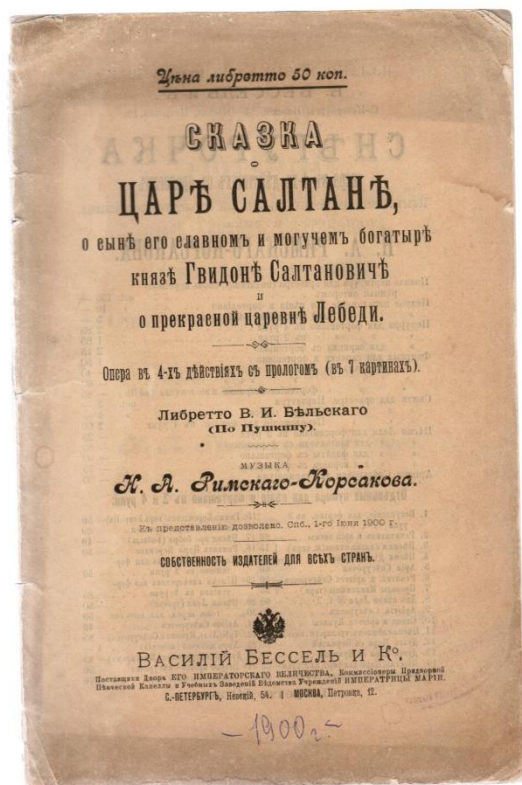 Цѣна либретто 50 коп.
СКАЗКА
о
ЦАРѢ САЛТАНѢ,
о сынѣ его славномъ и могучемъ богатырѣ
князѣ Гвидонѣ Салтановичѣ
и
о прекрасной царевнѣ Лебеди.
Опера въ 4-хъ дѣйствіяхъ съ прологомъ (въ 7 картинахъ).
Либретто В. И. Бѣльскаго
(По Пушкину).
МУЗЫКА
Н. А. Римскаго-Корсакова.
Къ представленію дозволено. Спб., 1-го Іюня 1900 г.
СОБСТВЕННОСТЬ ИЗДАТЕЛЕЙ ДЛЯ ВСѢХЪ СТРАНЪ.
ВАСИЛІЙ БЕССЕЛЬ И Ко.
Поставщики Двора ЕГО ИМПЕРАТОРСКАГО ВЕЛИЧЕСТВА, Коммиссіонеры Придворной
Пѣвческой Капеллы и Учебныхъ Заведеній Вѣдомства Учрежденій ИМПЕРАТРИЦЫ МАРІИ.
С.-ПЕТЕРБУРГЪ, Невскій, 54. МОСКВА, Петровка, 12.
– 1900 г. –